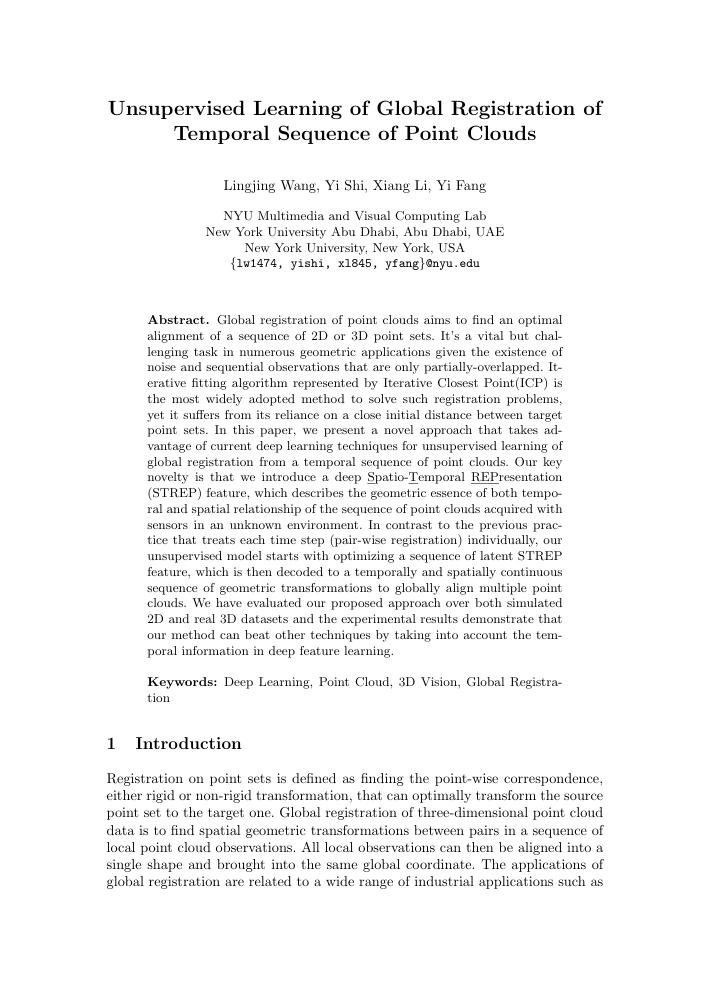 Unsupervised Learning of Global Registration of
Temporal Sequence of Point Clouds
Lingjing Wang, Yi Shi, Xiang Li, Yi Fang
NYU Multimedia and Visual Computing Lab
New York University Abu Dhabi, Abu Dhabi, UAE
New York University, New York, USA
{lw1474, yishi, xl845, yfang}@nyu.edu
Abstract. Global registration of point clouds aims to find an optimal
alignment of a sequence of 2D or 3D point sets. It's a vital but chal-
lenging task in numerous geometric applications given the existence of
noise and sequential observations that are only partially-overlapped. It-
erative fitting algorithm represented by Iterative Closest Point(ICP) is
the most widely adopted method to solve such registration problems,
yet it suffers from its reliance on a close initial distance between target
point sets. In this paper, we present a novel approach that takes ad-
vantage of current deep learning techniques for unsupervised learning of
global registration from a temporal sequence of point clouds. Our key
novelty is that we introduce a deep Spatio-Temporal REPresentation
(STREP) feature, which describes the geometric essence of both tempo-
ral and spatial relationship of the sequence of point clouds acquired with
sensors in an unknown environment. In contrast to the previous prac-
tice that treats each time step (pair-wise registration) individually, our
unsupervised model starts with optimizing a sequence of latent STREP
feature, which is then decoded to a temporally and spatially continuous
sequence of geometric transformations to globally align multiple point
clouds. We have evaluated our proposed approach over both simulated
2D and real 3D datasets and the experimental results demonstrate that
our method can beat other techniques by taking into account the tem-
poral information in deep feature learning.
Keywords: Deep Learning, Point Cloud, 3D Vision, Global Registra-
tion
1 Introduction
Registration on point sets is defined as finding the point-wise correspondence,
either rigid or non-rigid transformation, that can optimally transform the source
point set to the target one. Global registration of three-dimensional point cloud
data is to find spatial geometric transformations between pairs in a sequence of
local point cloud observations. All local observations can then be aligned into a
single shape and brought into the same global coordinate. The applications of
global registration are related to a wide range of industrial applications such as